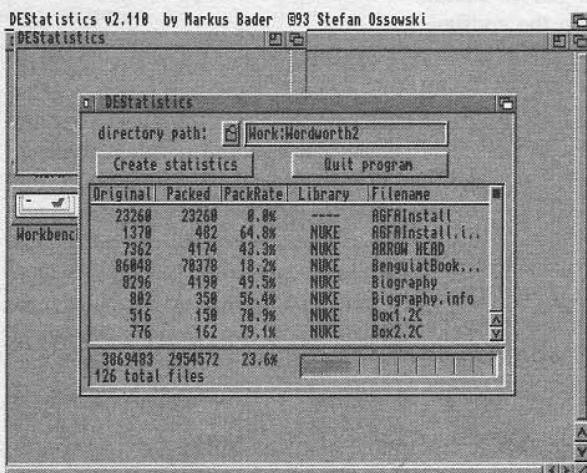 DEStatistics v2.110 by Markus Bader ©93 Stefan Ossowski
DEStatistics
DEStatistics
directory path: Work:Wordworth2
Create statistics Quit program
Original Packed PackRate Library Filename
23260 23260 0.0% ---- AGFAInstall
1370 482 64.8% NUKE AGFAInstall.i..
7362 4174 43.3% NUKE ARROW HEAD
86048 70378 18.2% NUKE BengulatBook...
8296 4190 49.5% NUKE Biography
802 350 56.4% NUKE Biography.info
516 150 70.9% NUKE Box1.2C
776 162 79.1% NUKE Box2.2C
3869483 2954572 23.6%
126 total files
Workbenc